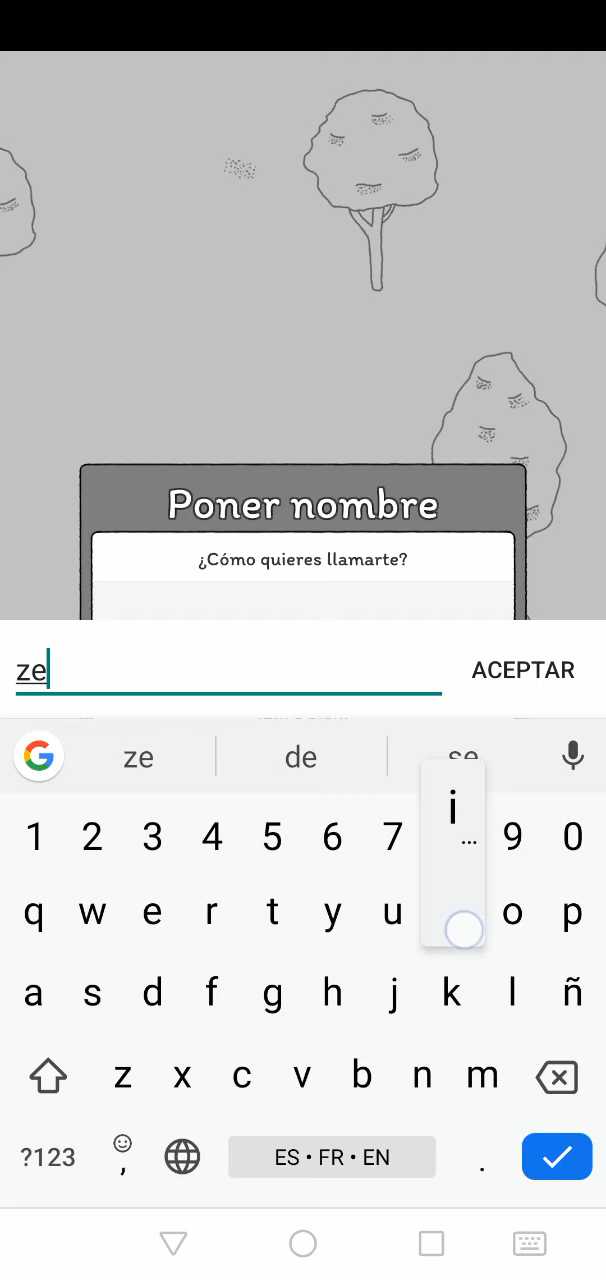 Poner nombre
¿Cómo quieres llamarte?
ze
ACEPTAR
ze de se
1 2 3 4 5 6 7 9 0
i
...
q w e r t y u o p
a s d f g h j k l ñ
z x c v b n m
?123 , ES • FR • EN .